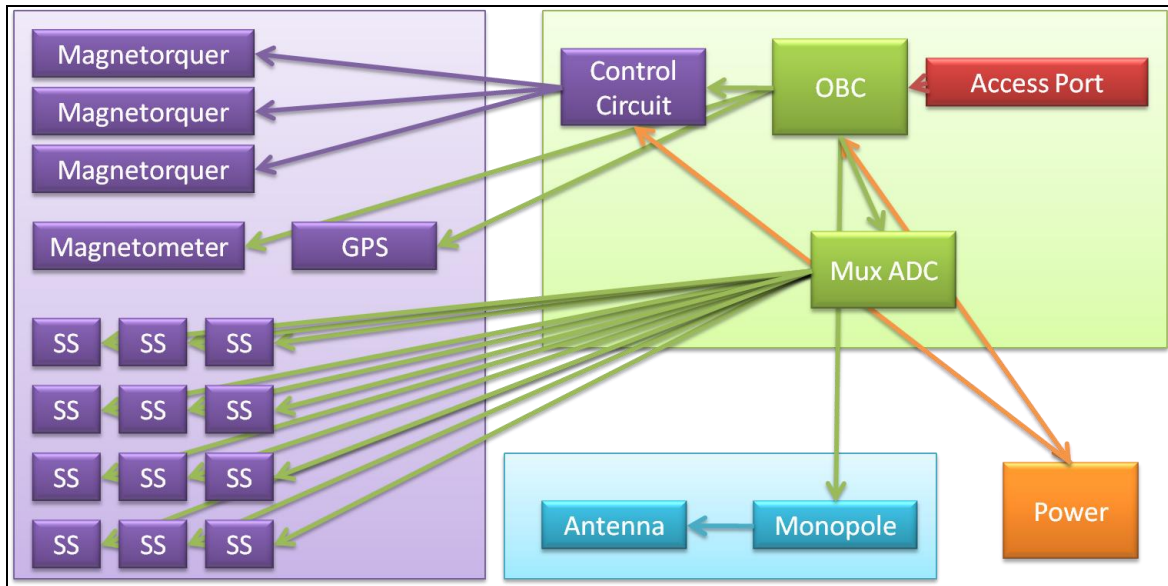 Magnetorquer
Magnetorquer
Magnetorquer
Magnetometer
GPS
SS SS SS
SS SS SS
SS SS SS
SS SS SS
Control
Circuit
OBC
Access Port
Mux ADC
Antenna
Monopole
Power